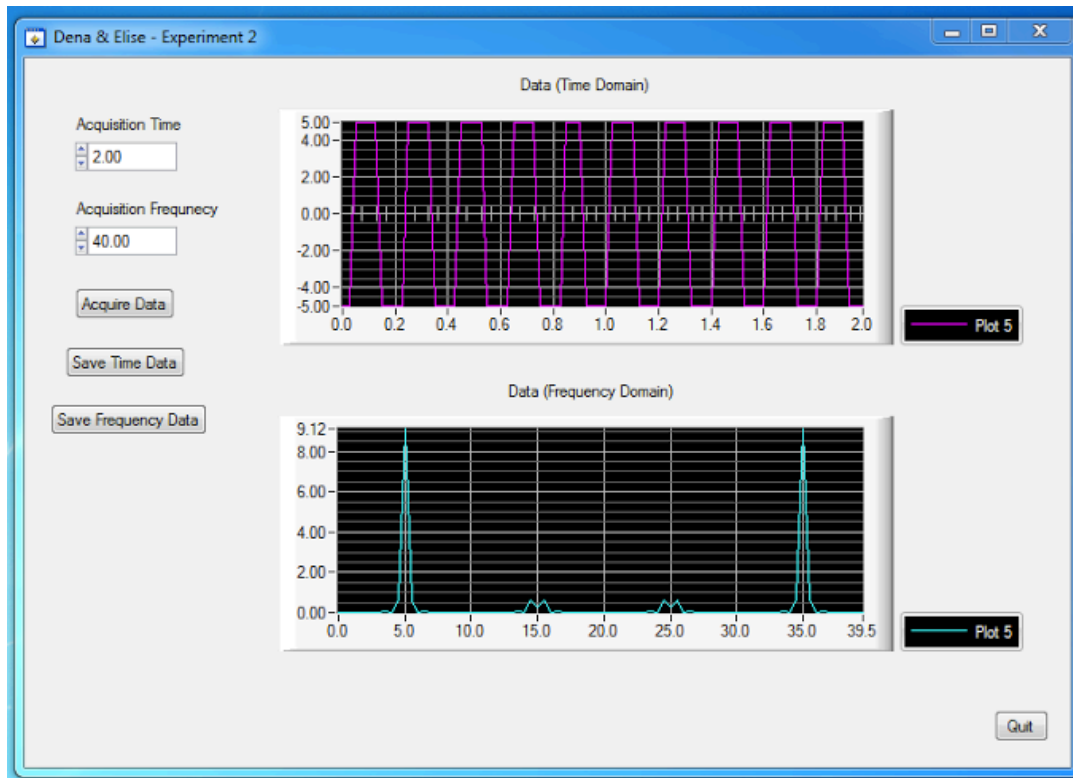 Dena & Elise - Experiment 2
Data (Time Domain)
Acquisition Time
2.00
Acquisition Frequnecy
40.00
Acquire Data
Save Time Data
Save Frequency Data
5.00
4.00
2.00
0.00
-2.00
-4.00
-5.00
0.0 0.2 0.4 0.6 0.8 1.0 1.2 1.4 1.6 1.8 2.0
Plot 5
Data (Frequency Domain)
9.12
8.00
6.00
4.00
2.00
0.00
0.0 5.0 10.0 15.0 20.0 25.0 30.0 35.0 39.5
Plot 5
Quit